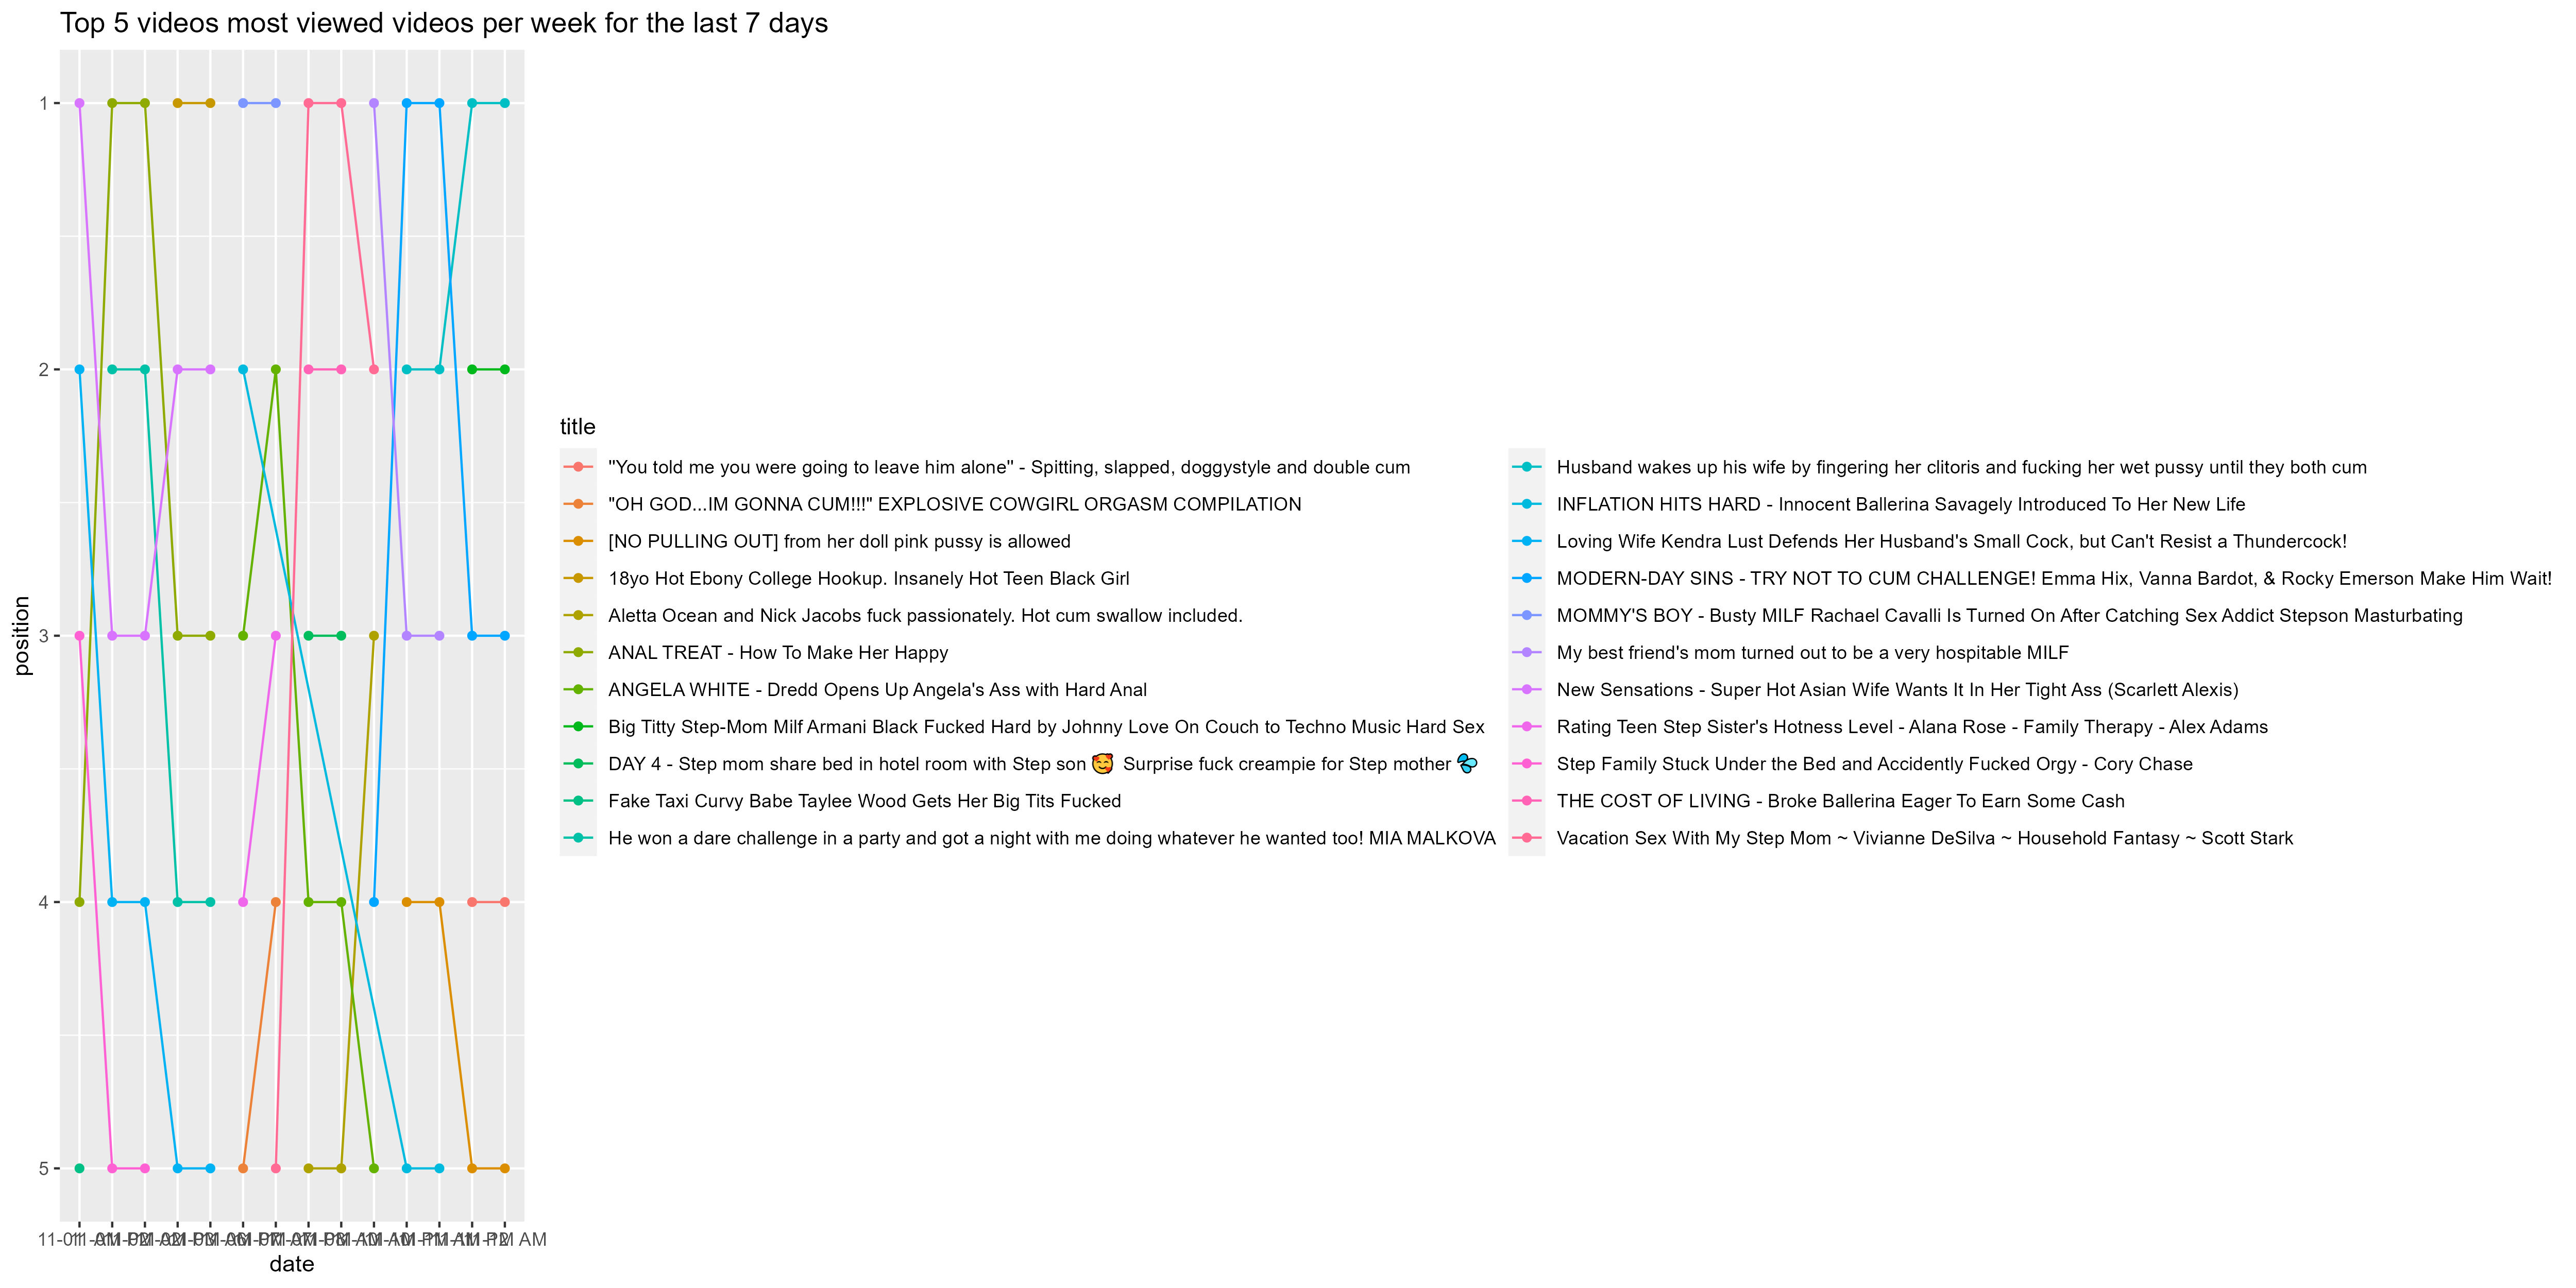 Top 5 videos most viewed videos per week for the last 7 days
position
1
2
3
4
5
date
title
"You told me you were going to leave him alone" - Spitting, slapped, doggystyle and double cum
"OH GOD...IM GONNA CUM!!!" EXPLOSIVE COWGIRL ORGASM COMPILATION
[NO PULLING OUT] from her doll pink pussy is allowed
18yo Hot Ebony College Hookup. Insanely Hot Teen Black Girl
Aletta Ocean and Nick Jacobs fuck passionately. Hot cum swallow included.
ANAL TREAT - How To Make Her Happy
ANGELA WHITE - Dredd Opens Up Angela's Ass with Hard Anal
Big Titty Step-Mom Milf Armani Black Fucked Hard by Johnny Love On Couch to Techno Music Hard Sex
DAY 4 - Step mom share bed in hotel room with Step son 🥰 Surprise fuck creampie for Step mother 💦
Fake Taxi Curvy Babe Taylee Wood Gets Her Big Tits Fucked
He won a dare challenge in a party and got a night with me doing whatever he wanted too! MIA MALKOVA
Husband wakes up his wife by fingering her clitoris and fucking her wet pussy until they both cum
INFLATION HITS HARD - Innocent Ballerina Savagely Introduced To Her New Life
Loving Wife Kendra Lust Defends Her Husband's Small Cock, but Can't Resist a Thundercock!
MODERN-DAY SINS - TRY NOT TO CUM CHALLENGE! Emma Hix, Vanna Bardot, & Rocky Emerson Make Him Wait!
MOMMY'S BOY - Busty MILF Rachael Cavalli Is Turned On After Catching Sex Addict Stepson Masturbating
My best friend's mom turned out to be a very hospitable MILF
New Sensations - Super Hot Asian Wife Wants It In Her Tight Ass (Scarlett Alexis)
Rating Teen Step Sister's Hotness Level - Alana Rose - Family Therapy - Alex Adams
Step Family Stuck Under the Bed and Accidently Fucked Orgy - Cory Chase
THE COST OF LIVING - Broke Ballerina Eager To Earn Some Cash
Vacation Sex With My Step Mom ~ Vivianne DeSilva ~ Household Fantasy ~ Scott Stark